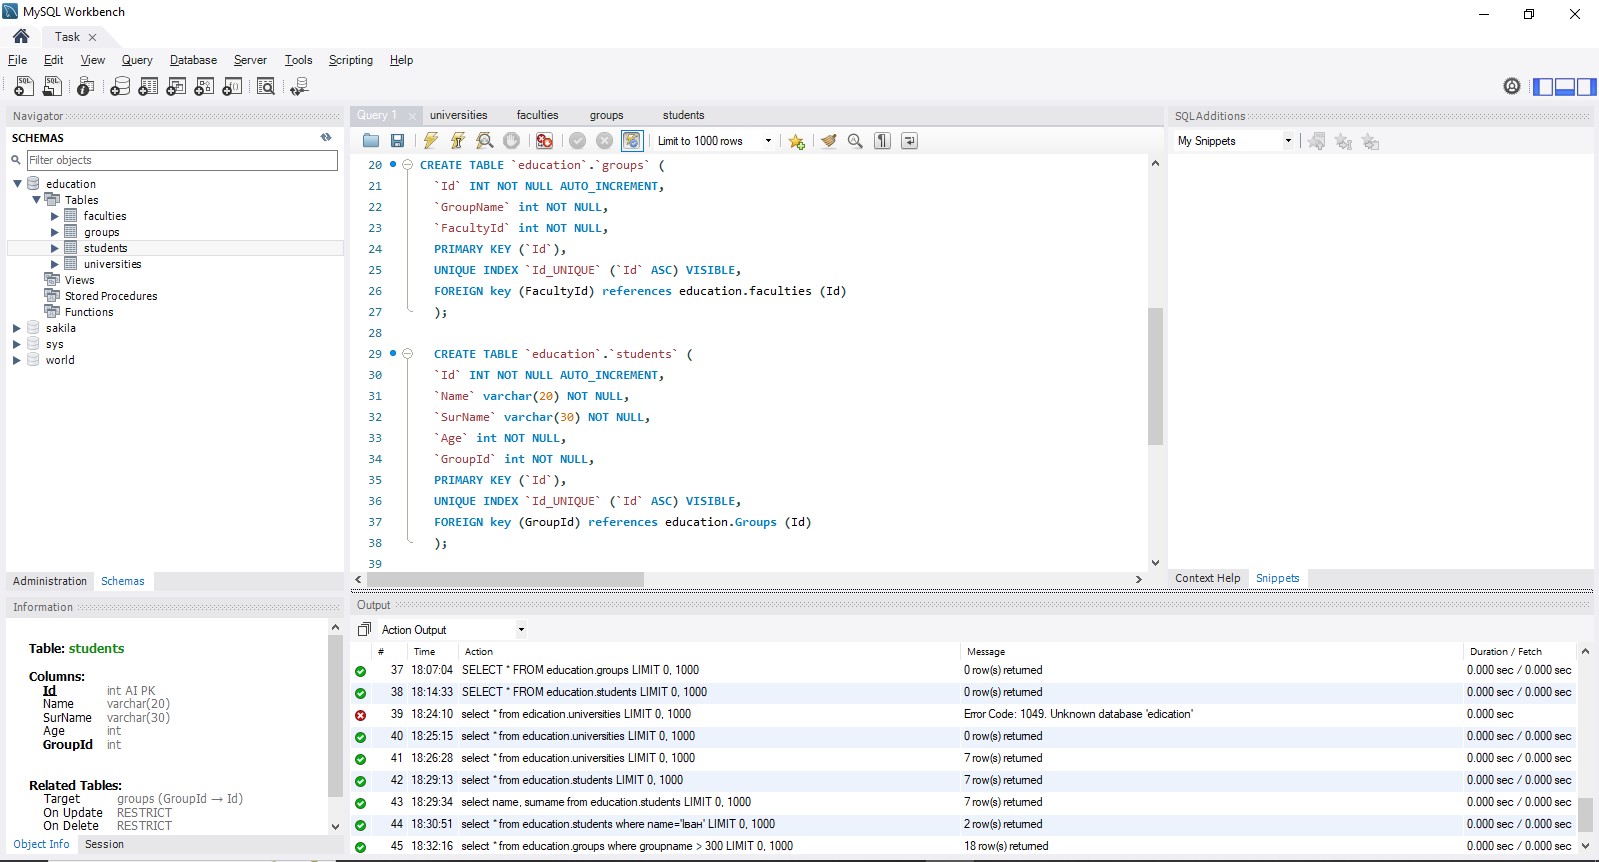 MySQL Workbench
Task
File Edit View Query Database Server Tools Scripting Help
Navigator
SCHEMAS
Filter objects
education
Tables
faculties
groups
students
universities
Views
Stored Procedures
Functions
sakila
sys
world
Administration Schemas
Information
Table: students
Columns:
Id int AI PK
Name varchar(20)
SurName varchar(30)
Age int
GroupId int
Related Tables:
Target groups (GroupId → Id)
On Update RESTRICT
On Delete RESTRICT
Object Info Session
Query 1 universities faculties groups students
Limit to 1000 rows
20 CREATE TABLE `education`.`groups` (
21 `Id` INT NOT NULL AUTO_INCREMENT,
22 `GroupName` int NOT NULL,
23 `FacultyId` int NOT NULL,
24 PRIMARY KEY (`Id`),
25 UNIQUE INDEX `Id_UNIQUE` (`Id` ASC) VISIBLE,
26 FOREIGN key (FacultyId) references education.faculties (Id)
27 );
28
29 CREATE TABLE `education`.`students` (
30 `Id` INT NOT NULL AUTO_INCREMENT,
31 `Name` varchar(20) NOT NULL,
32 `SurName` varchar(30) NOT NULL,
33 `Age` int NOT NULL,
34 `GroupId` int NOT NULL,
35 PRIMARY KEY (`Id`),
36 UNIQUE INDEX `Id_UNIQUE` (`Id` ASC) VISIBLE,
37 FOREIGN key (GroupId) references education.Groups (Id)
38 );
39
SQLAdditions
My Snippets
Context Help Snippets
Output
Action Output
# Time Action Message Duration / Fetch
37 18:07:04 SELECT * FROM education.groups LIMIT 0, 1000 0 row(s) returned 0.000 sec / 0.000 sec
38 18:14:33 SELECT * FROM education.students LIMIT 0, 1000 0 row(s) returned 0.000 sec / 0.000 sec
39 18:24:10 select * from edication.universities LIMIT 0, 1000 Error Code: 1049. Unknown database 'edication' 0.000 sec
40 18:25:15 select * from education.universities LIMIT 0, 1000 0 row(s) returned 0.000 sec / 0.000 sec
41 18:26:28 select * from education.universities LIMIT 0, 1000 7 row(s) returned 0.000 sec / 0.000 sec
42 18:29:13 select * from education.students LIMIT 0, 1000 7 row(s) returned 0.000 sec / 0.000 sec
43 18:29:34 select name, surname from education.students LIMIT 0, 1000 7 row(s) returned 0.000 sec / 0.000 sec
44 18:30:51 select * from education.students where name='Іван' LIMIT 0, 1000 2 row(s) returned 0.000 sec / 0.000 sec
45 18:32:16 select * from education.groups where groupname > 300 LIMIT 0, 1000 18 row(s) returned 0.000 sec / 0.000 sec